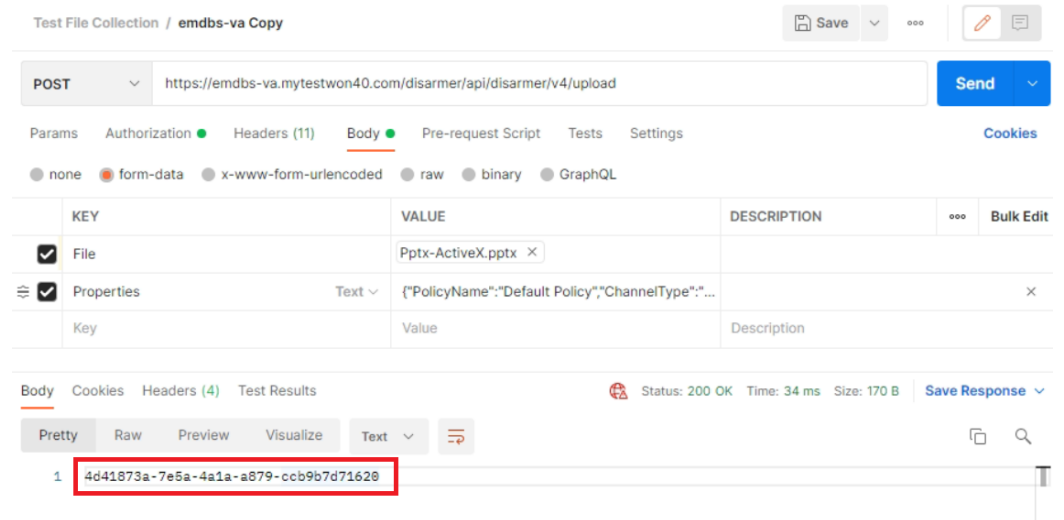 Test File Collection / emdbs-va Copy
Save
POST
https://emdbs-va.mytestwon40.com/disarmer/api/disarmer/v4/upload
Send
Params Authorization Headers (11) Body Pre-request Script Tests Settings Cookies
none form-data x-www-form-urlencoded raw binary GraphQL
KEY VALUE DESCRIPTION Bulk Edit
File Pptx-ActiveX.pptx
Properties Text {"PolicyName":"Default Policy","ChannelType":"...
Key Value Description
Body Cookies Headers (4) Test Results Status: 200 OK Time: 34 ms Size: 170 B Save Response
Pretty Raw Preview Visualize Text
1 4d41873a-7e5a-4a1a-a879-ccb9b7d71620